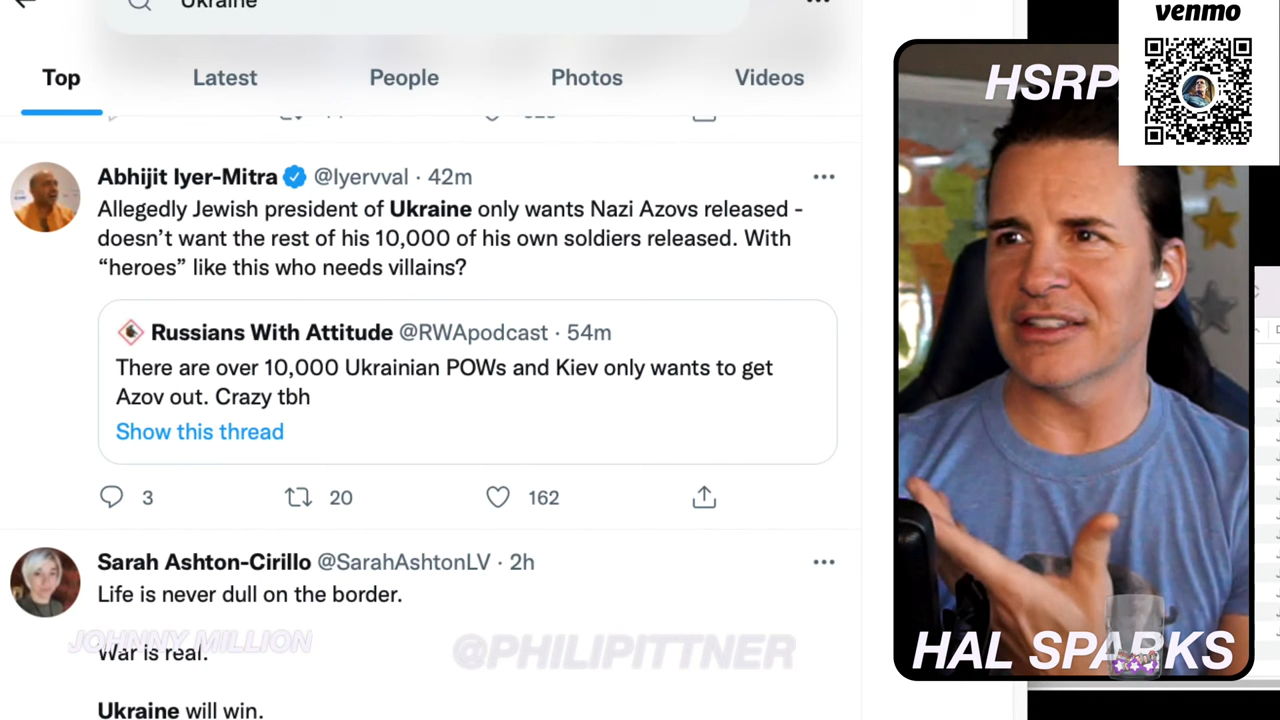 Ukraine
Top Latest People Photos Videos
Abhijit Iyer-Mitra @Iyervval · 42m
Allegedly Jewish president of Ukraine only wants Nazi Azovs released -
doesn’t want the rest of his 10,000 of his own soldiers released. With
“heroes” like this who needs villains?
Russians With Attitude @RWApodcast · 54m
There are over 10,000 Ukrainian POWs and Kiev only wants to get
Azov out. Crazy tbh
Show this thread
3 20 162
Sarah Ashton-Cirillo @SarahAshtonLV · 2h
Life is never dull on the border.
War is real.
Ukraine will win.
JOHNNY MILLION
@PHILIPITTNER
venmo
HSRP
HAL SPARKS